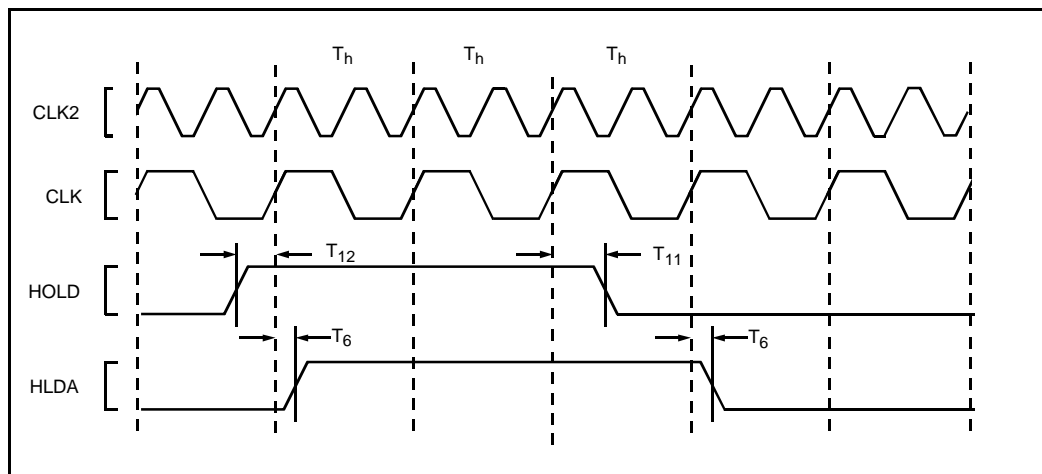 Th Th Th
CLK2
CLK
T12 T11
HOLD
T6 T6
HLDA